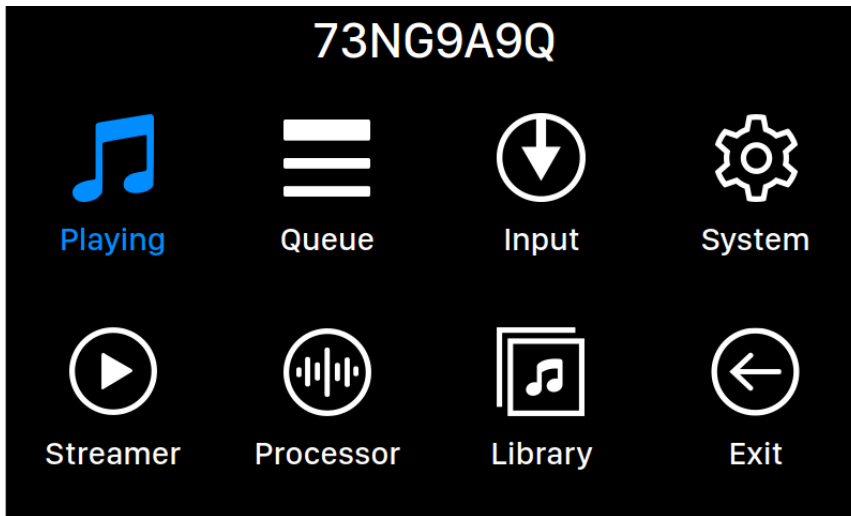 73NG9A9Q
Playing Queue Input System
Streamer Processor Library Exit